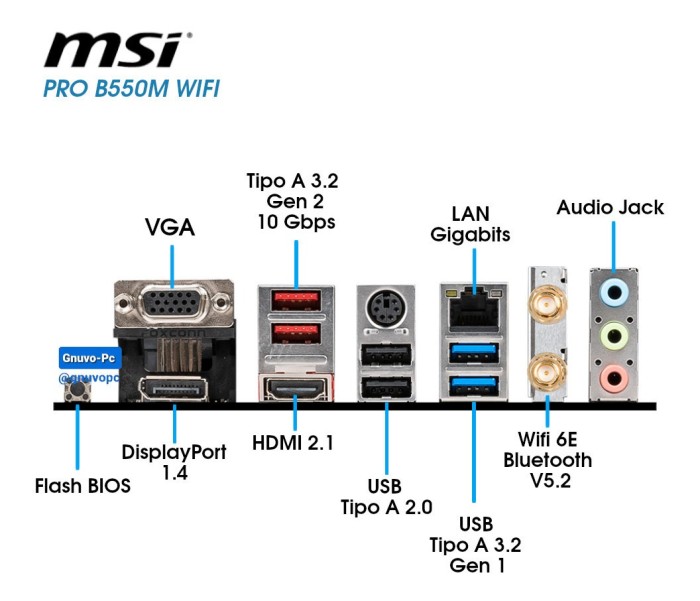 msi
PRO B550M WIFI
Tipo A 3.2
Gen 2
10 Gbps
VGA
LAN
Gigabits
Audio Jack
Foxconn
Gnuvo-Pc
@gnuvopc
DisplayPort
1.4
HDMI 2.1
Flash BIOS
USB
Tipo A 2.0
USB
Tipo A 3.2
Gen 1
Wifi 6E
Bluetooth
V5.2